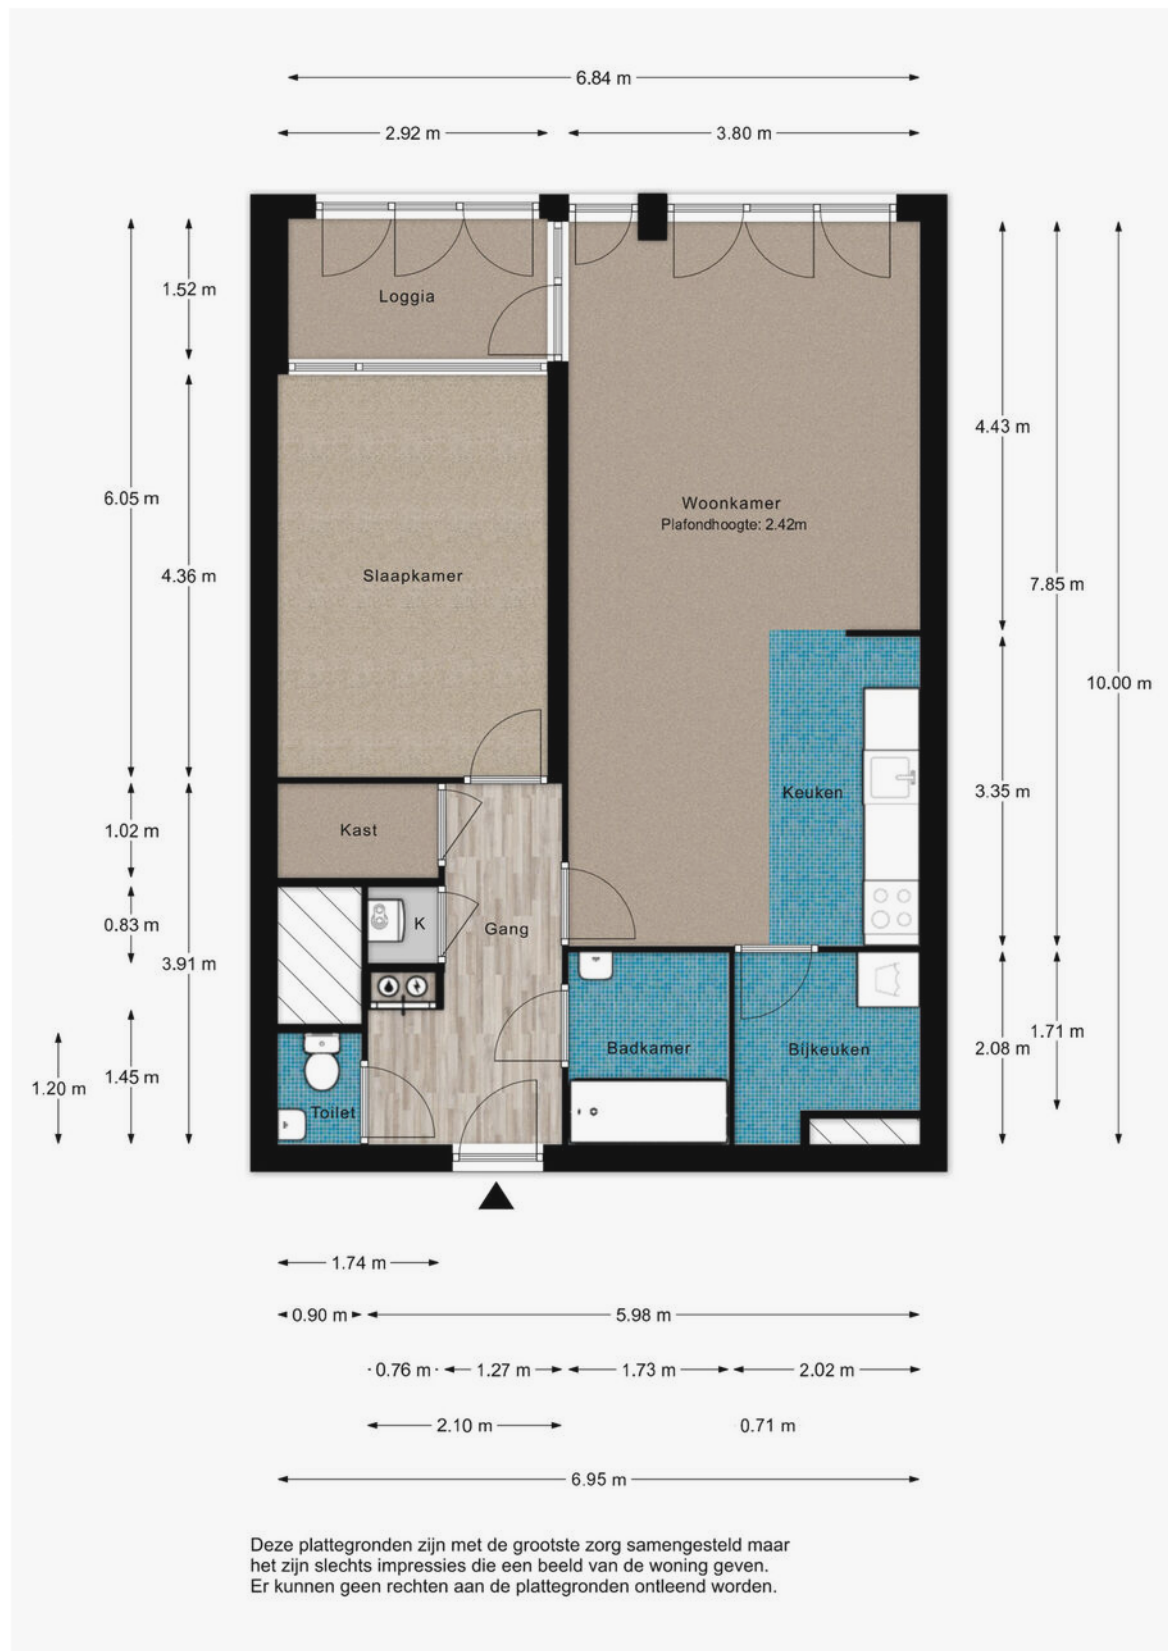 6.84 m
2.92 m
3.80 m
1.52 m
Loggia
4.43 m
6.05 m
Woonkamer
Plafondhoogte: 2.42m
4.36 m
Slaapkamer
7.85 m
10.00 m
Keuken
3.35 m
1.02 m
Kast
0.83 m
K
Gang
3.91 m
1.71 m
Badkamer
Bijkeuken
2.08 m
1.20 m
1.45 m
Toilet
1.74 m
0.90 m
5.98 m
0.76 m
1.27 m
1.73 m
2.02 m
2.10 m
0.71 m
6.95 m
Deze plattegronden zijn met de grootste zorg samengesteld maar
het zijn slechts impressies die een beeld van de woning geven.
Er kunnen geen rechten aan de plattegronden ontleend worden.